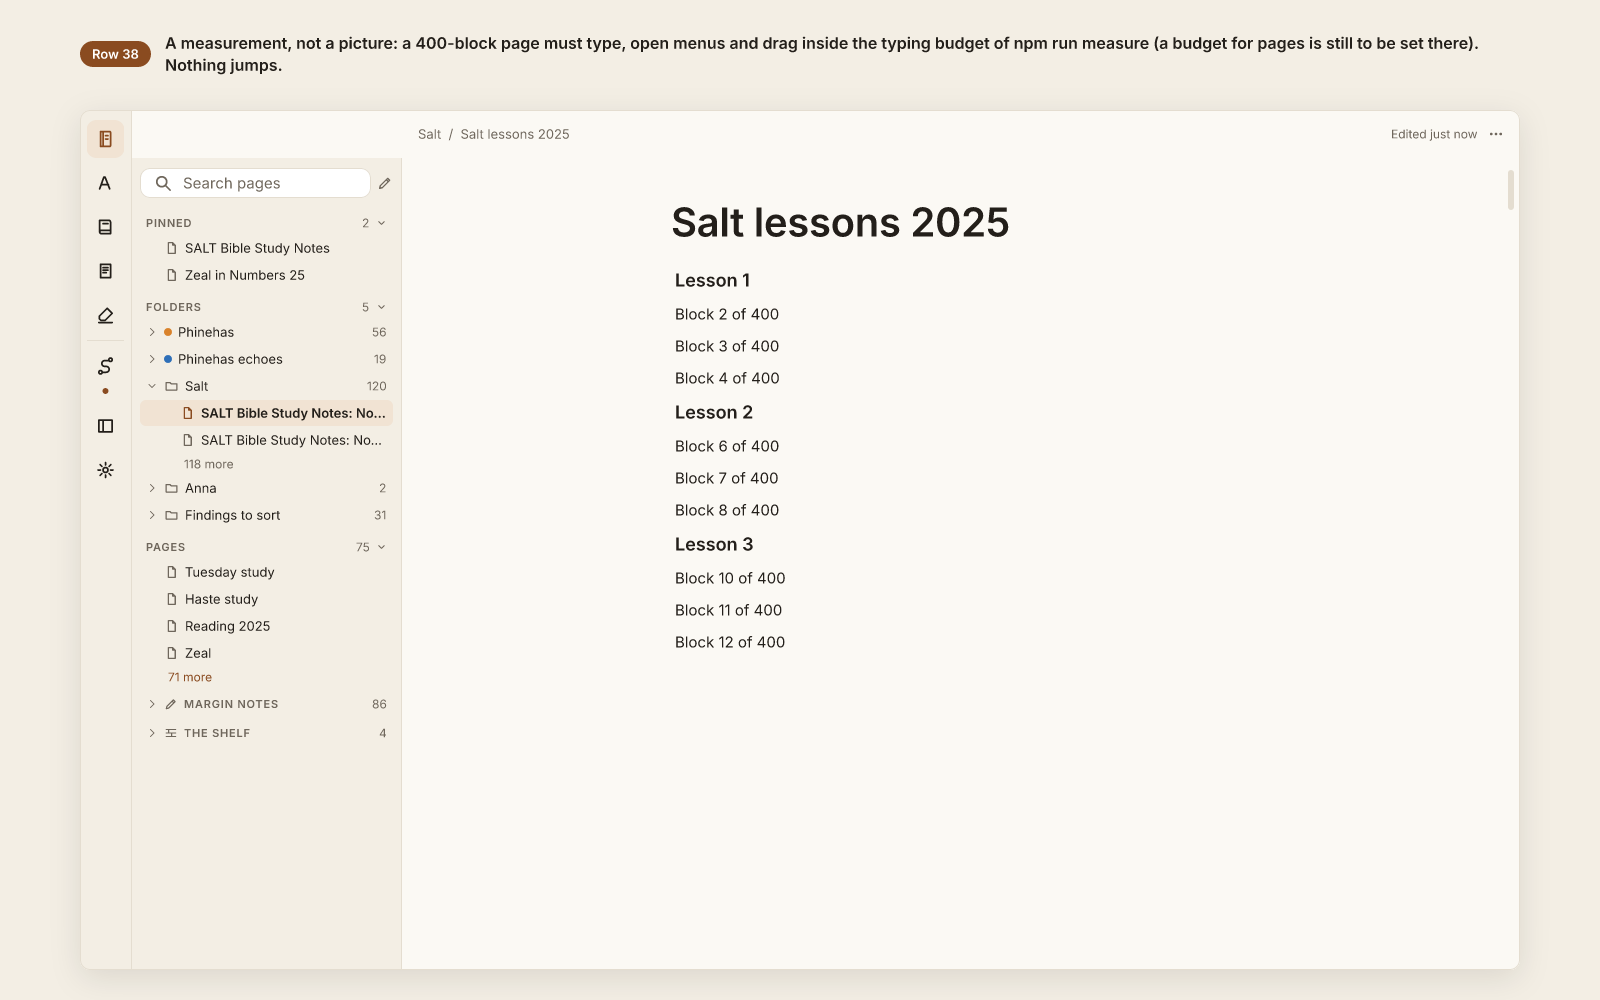 Row 38
A measurement, not a picture: a 400-block page must type, open menus and drag inside the typing budget of npm run measure (a budget for pages is still to be set there).
Nothing jumps.
Salt / Salt lessons 2025
Edited just now
Search pages
PINNED 2
SALT Bible Study Notes
Zeal in Numbers 25
FOLDERS 5
Phinehas 56
Phinehas echoes 19
Salt 120
SALT Bible Study Notes: No...
SALT Bible Study Notes: No...
118 more
Anna 2
Findings to sort 31
PAGES 75
Tuesday study
Haste study
Reading 2025
Zeal
71 more
MARGIN NOTES 86
THE SHELF 4
Salt lessons 2025
Lesson 1
Block 2 of 400
Block 3 of 400
Block 4 of 400
Lesson 2
Block 6 of 400
Block 7 of 400
Block 8 of 400
Lesson 3
Block 10 of 400
Block 11 of 400
Block 12 of 400